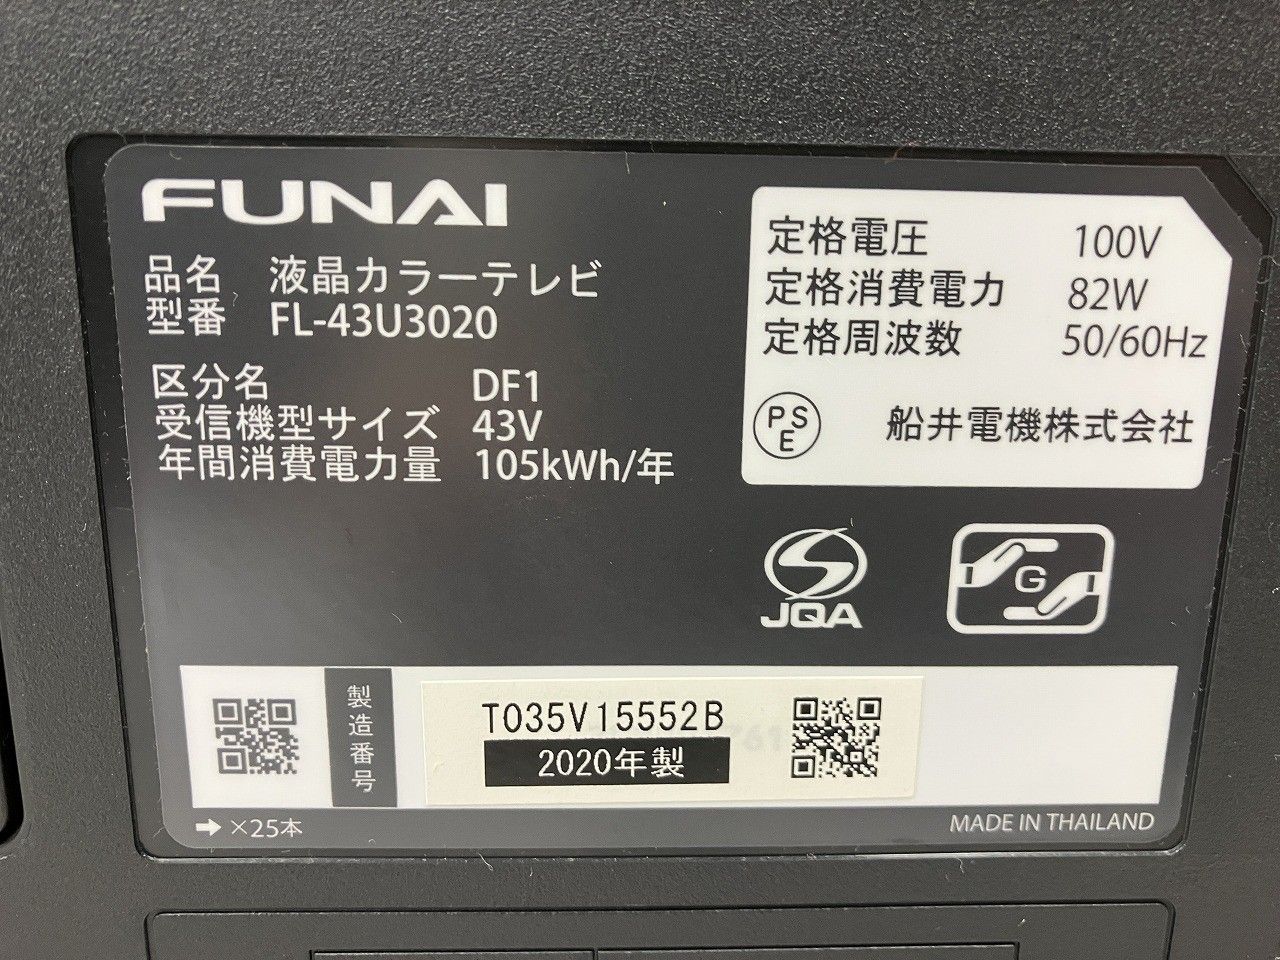 FUNAI
品名 液晶カラーテレビ
型番 FL-43U3020
区分名 DF1
受信機型サイズ 43V
年間消費電力量 105kWh/年
定格電圧 100V
定格消費電力 82W
定格周波数 50/60Hz
PSE 船井電機株式会社
JQA
G
製造番号
T035V15552B
2020年製
➡ ×25本
MADE IN THAILAND